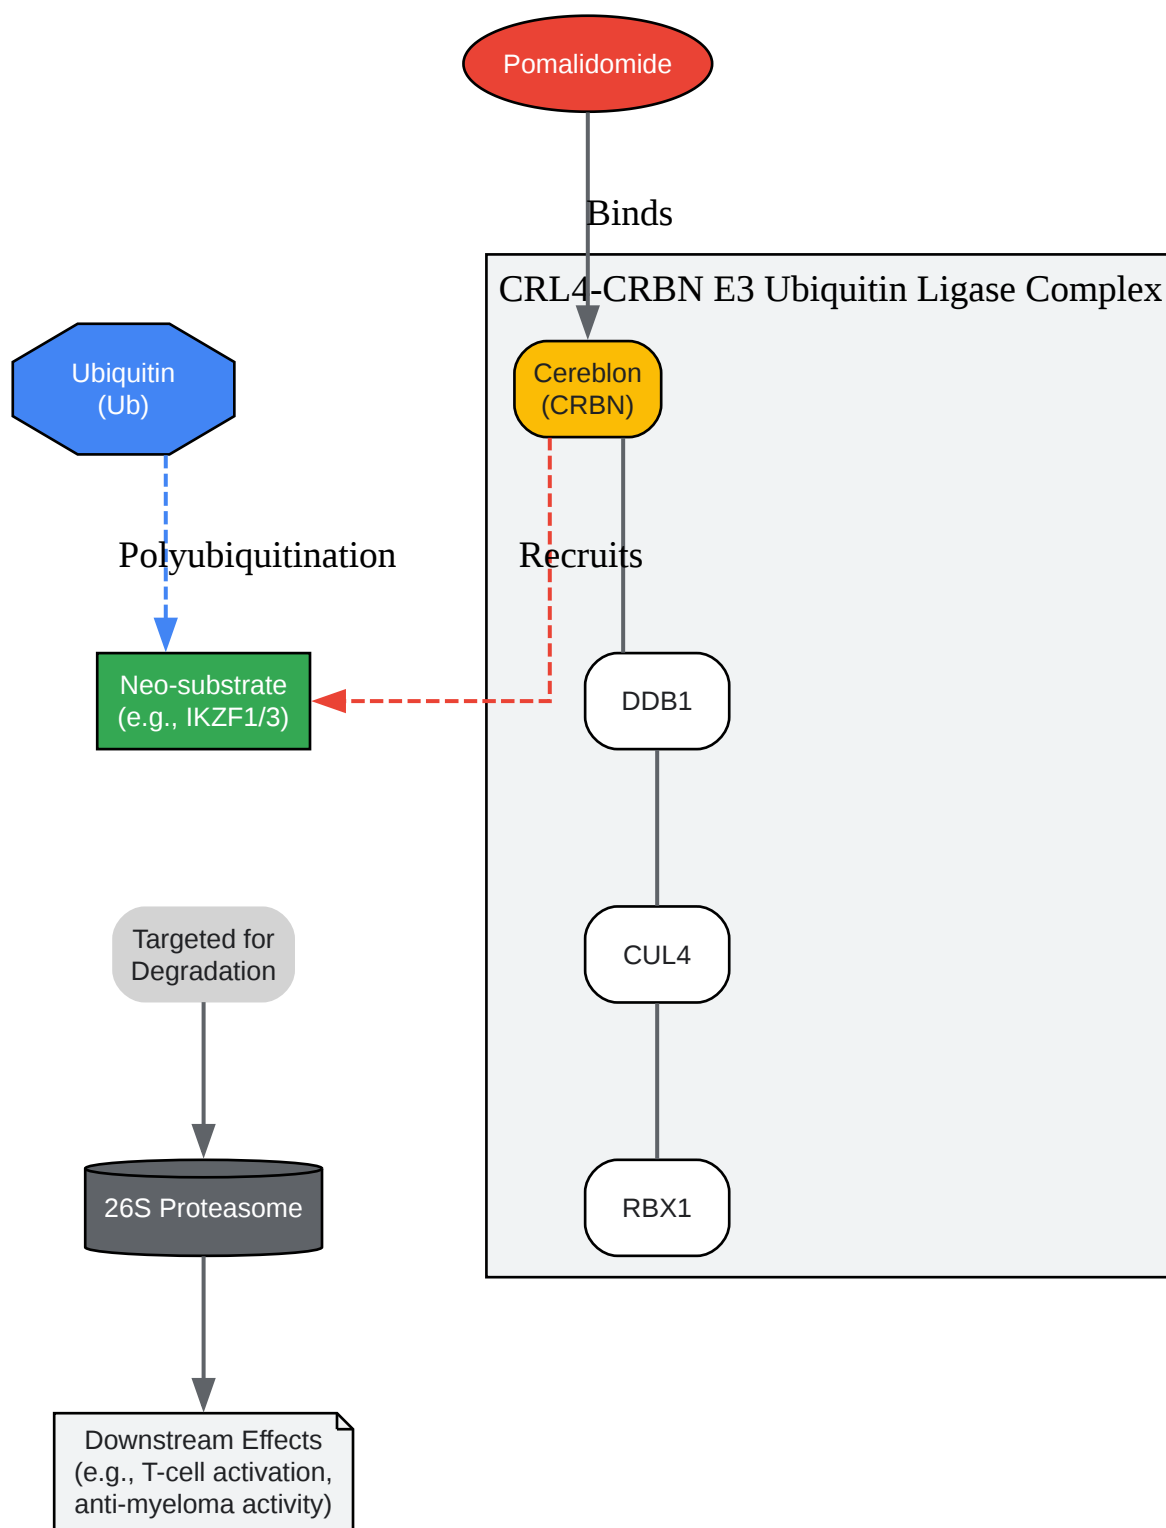 Pomalidomide
Binds
CRL4-CRBN E3 Ubiquitin Ligase Complex
Ubiquitin
(Ub)
Cereblon
(CRBN)
Polyubiquitination
Recruits
Neo-substrate
(e.g., IKZF1/3)
DDB1
Targeted for
Degradation
CUL4
26S Proteasome
RBX1
Downstream Effects
(e.g., T-cell activation,
anti-myeloma activity)